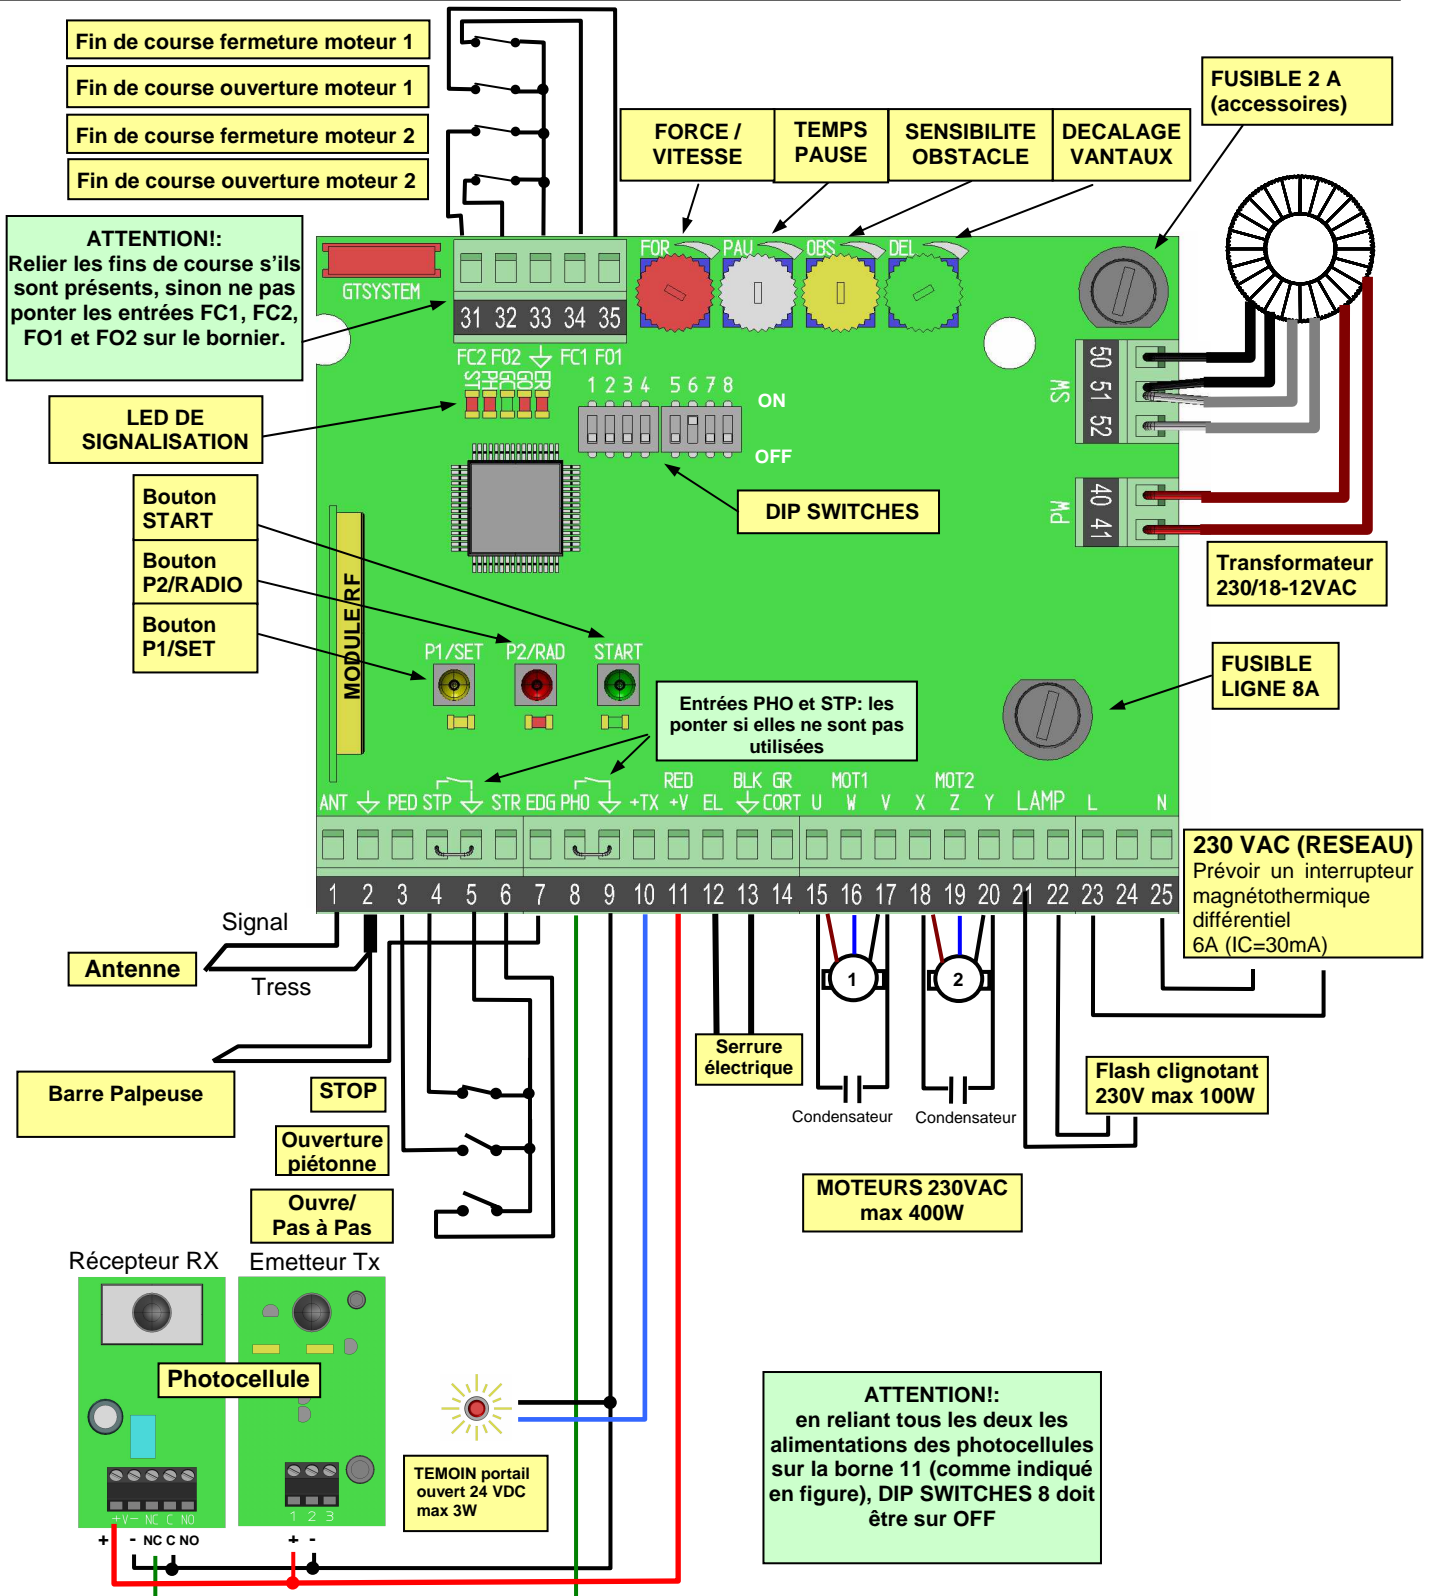 Fin de course fermeture moteur 1
Fin de course ouverture moteur 1
Fin de course fermeture moteur 2
Fin de course ouverture moteur 2
FORCE /
VITESSE
TEMPS
PAUSE
SENSIBILITE
OBSTACLE
DECALAGE
VANTAUX
FUSIBLE 2 A
(accessoires)
ATTENTION!:
Relier les fins de course s'ils
sont présents, sinon ne pas
ponter les entrées FC1, FC2,
FO1 et FO2 sur le bornier.
GTSYSTEM
31 32 33 34 35
FC2 FO2 FC1 FO1
FOR PAU OBS DEL
ST PH GC GO ER
1 2 3 4 5 6 7 8
ON
OFF
50 51 52
SW
40 41
PW
LED DE
SIGNALISATION
DIP SWITCHES
Bouton
START
Bouton
P2/RADIO
Bouton
P1/SET
MODULE/RF
P1/SET P2/RAD START
Transformateur
230/18-12VAC
FUSIBLE
LIGNE 8A
Entrées PHO et STP: les
ponter si elles ne sont pas
utilisées
RED BLK GR MOT1 MOT2
ANT PED STP STR EDG PHO +TX +V EL CORT U W V X Z Y LAMP L N
1 2 3 4 5 6 7 8 9 10 11 12 13 14 15 16 17 18 19 20 21 22 23 24 25
230 VAC (RESEAU)
Prévoir un interrupteur
magnétothermique
différentiel
6A (IC=30mA)
Signal
Antenne
Tress
1
2
Barre Palpeuse
STOP
Ouverture
piétonne
Ouvre/
Pas à Pas
Serrure
électrique
Condensateur
Condensateur
Flash clignotant
230V max 100W
MOTEURS 230VAC
max 400W
Récepteur RX
Emetteur Tx
Photocellule
+V- NC C NO
1 2 3
+ - NC C NO
+ -
TEMOIN portail
ouvert 24 VDC
max 3W
ATTENTION!:
en reliant tous les deux les
alimentations des photocellules
sur la borne 11 (comme indiqué
en figure), DIP SWITCHES 8 doit
être sur OFF